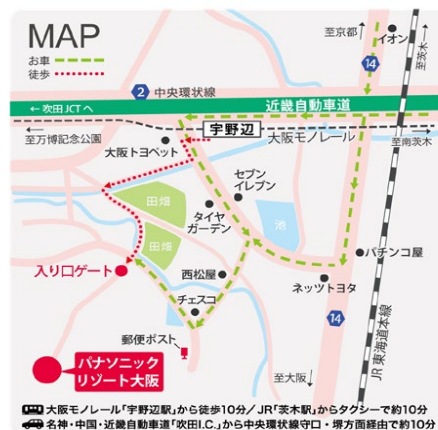 MAP
お車
徒歩
至京都
イオン
至茨木
14
2 中央環状線
← 吹田JCTへ
近畿自動車道
至万博記念公園
宇野辺
大阪モノレール
至南茨木
大阪トヨペット
セブン
イレブン
田畑
タイヤ
ガーデン
池
田畑
パチンコ屋
入り口ゲート
西松屋
ネッツトヨタ
チェスコ
14
郵便ポスト
至大阪
JR 東海道本線
パナソニック
リゾート大阪
大阪モノレール「宇野辺駅」から徒歩10分/JR「茨木駅」からタクシーで約10分
名神・中国・近畿自動車道「吹田I.C.」から中央環状線守口・堺方面経由で約10分